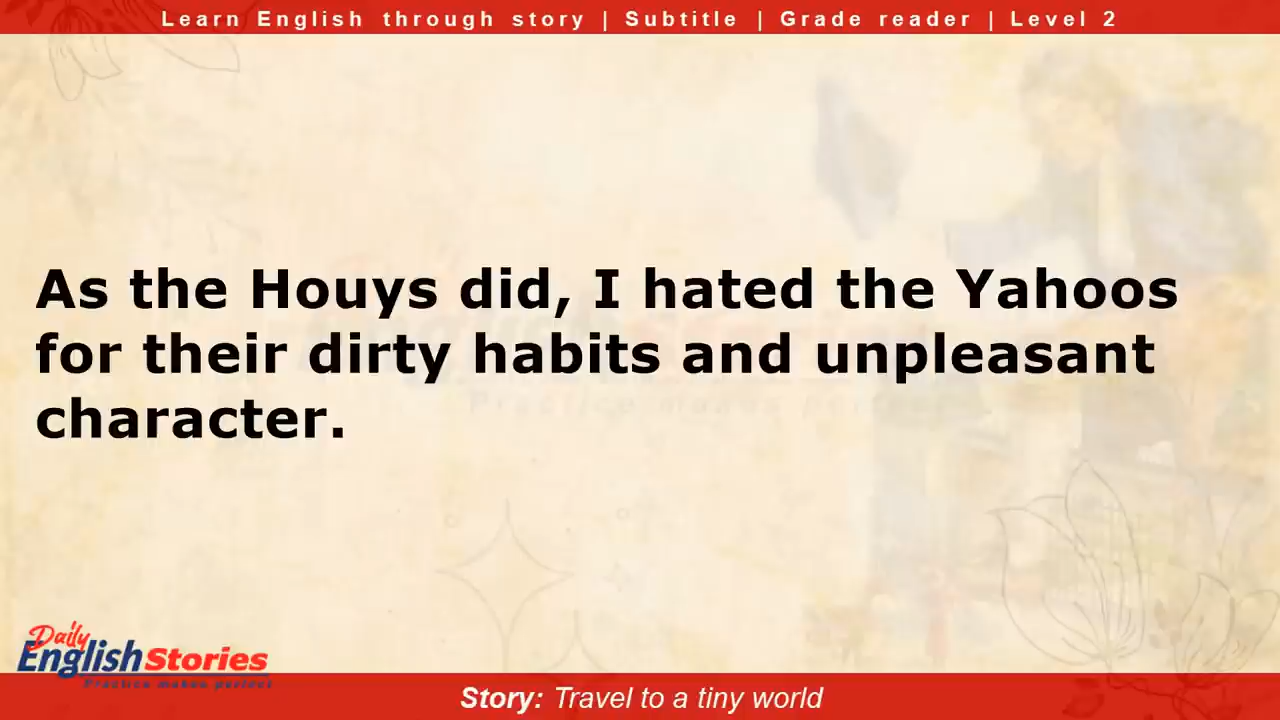 Learn English through story | Subtitle | Grade reader | Level 2
As the Houys did, I hated the Yahoos
for their dirty habits and unpleasant
character.
Daily
English Stories
Practice makes perfect
Story: Travel to a tiny world